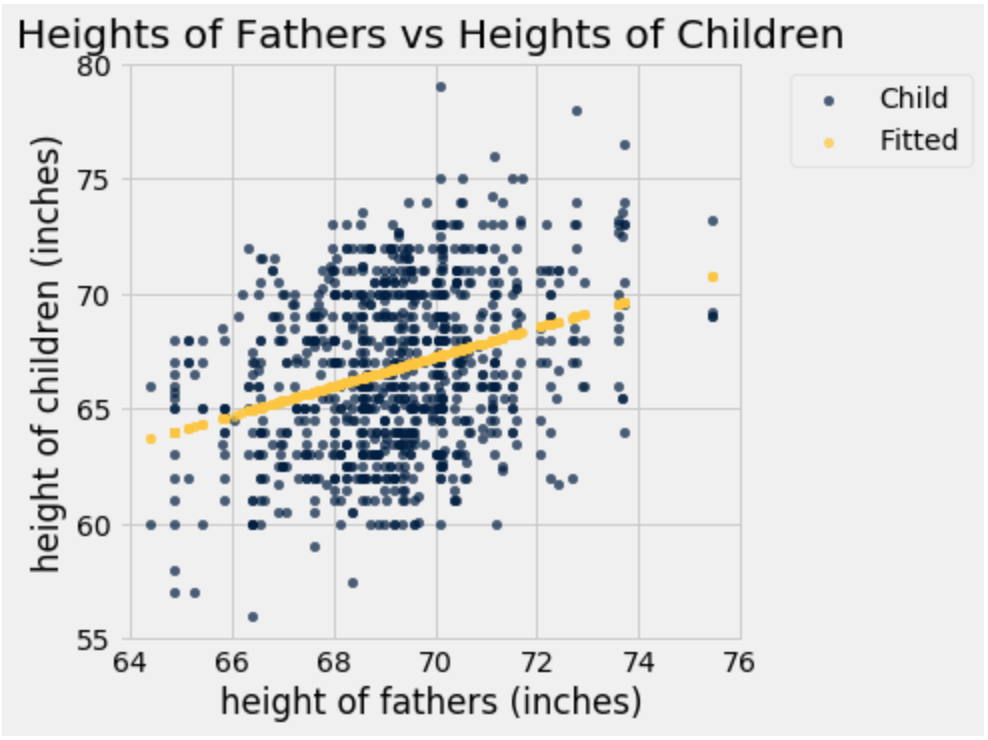 Heights of Fathers vs Heights of Children
Child
Fitted
height of children (inches)
80
75
70
65
60
55
64 66 68 70 72 74 76
height of fathers (inches)